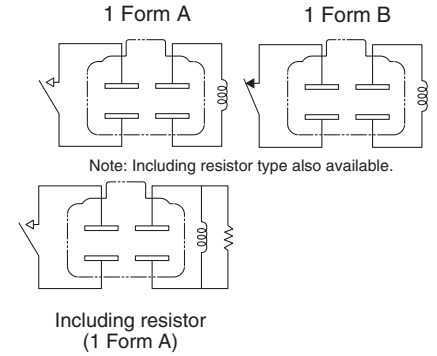 1 Form A
1 Form B
Note: Including resistor type also available.
Including resistor
(1 Form A)